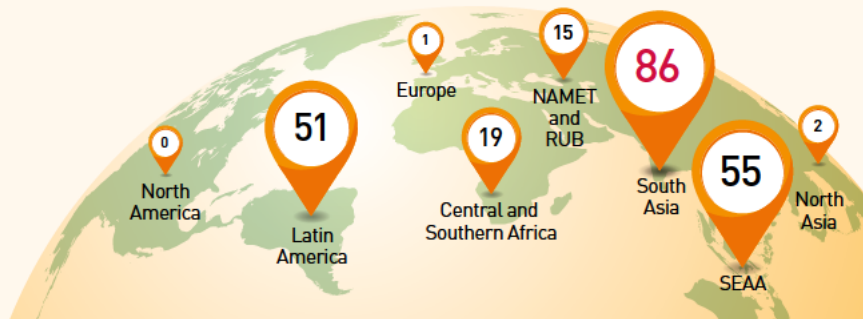 0
North
America
51
Latin
America
1
Europe
19
Central and
Southern Africa
15
NAMET
and
RUB
86
South
Asia
55
SEAA
2
North
Asia